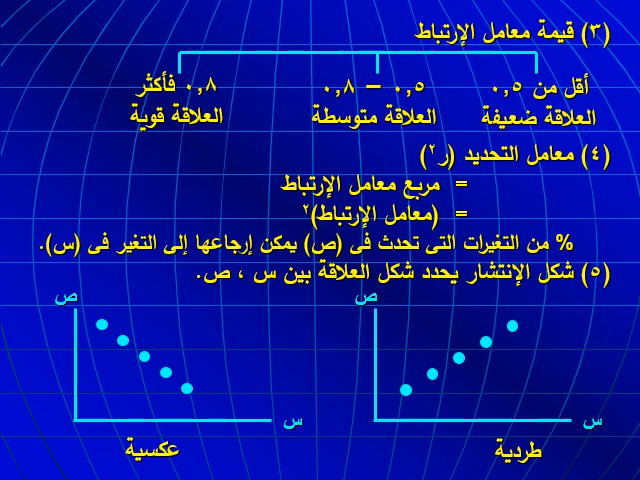 (٣) قيمة معامل الإرتباط
أقل من ٠,٥
٠,٥ – ٠,٨
٠,٨ فأكثر
العلاقة ضعيفة
العلاقة متوسطة
العلاقة قوية
(٤) معامل التحديد (ر٢)
= مربع معامل الإرتباط
= (معامل الإرتباط)٢
% من التغيرات التى تحدث فى (ص) يمكن إرجاعها إلى التغير فى (س).
(٥) شكل الإنتشار يحدد شكل العلاقة بين س ، ص.
ص
ص
س
س
طردية
عكسية